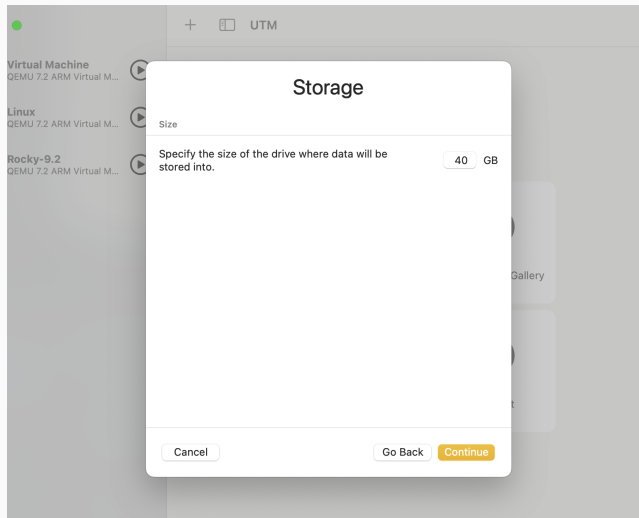 UTM
Virtual Machine
QEMU 7.2 ARM Virtual M...
Linux
QEMU 7.2 ARM Virtual M...
Rocky-9.2
QEMU 7.2 ARM Virtual M...
Storage
Size
Specify the size of the drive where data will be
stored into.
40 GB
Gallery
t
Cancel
Go Back
Continue